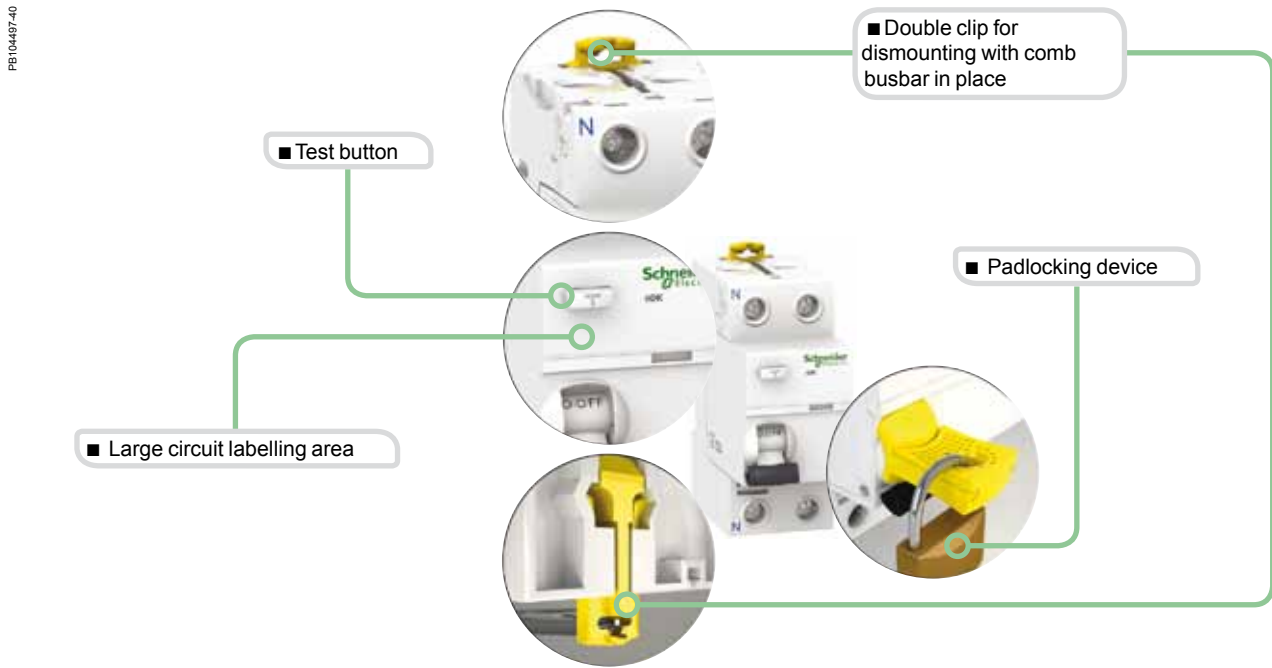 PB104497-40
■ Double clip for
dismounting with comb
busbar in place
N
■ Test button
■ Padlocking device
N
Schneider
Electric
O.OFF
■ Large circuit labelling area
N